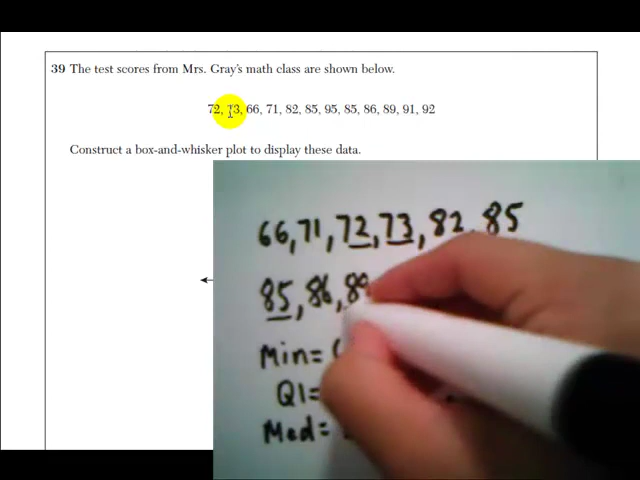 39 The test scores from Mrs. Gray's math class are shown below.
72, 73, 66, 71, 82, 85, 95, 85, 86, 89, 91, 92
Construct a box-and-whisker plot to display these data.
66,71,72,73,82,85
85,86,89
Min=
Q1=
Med=